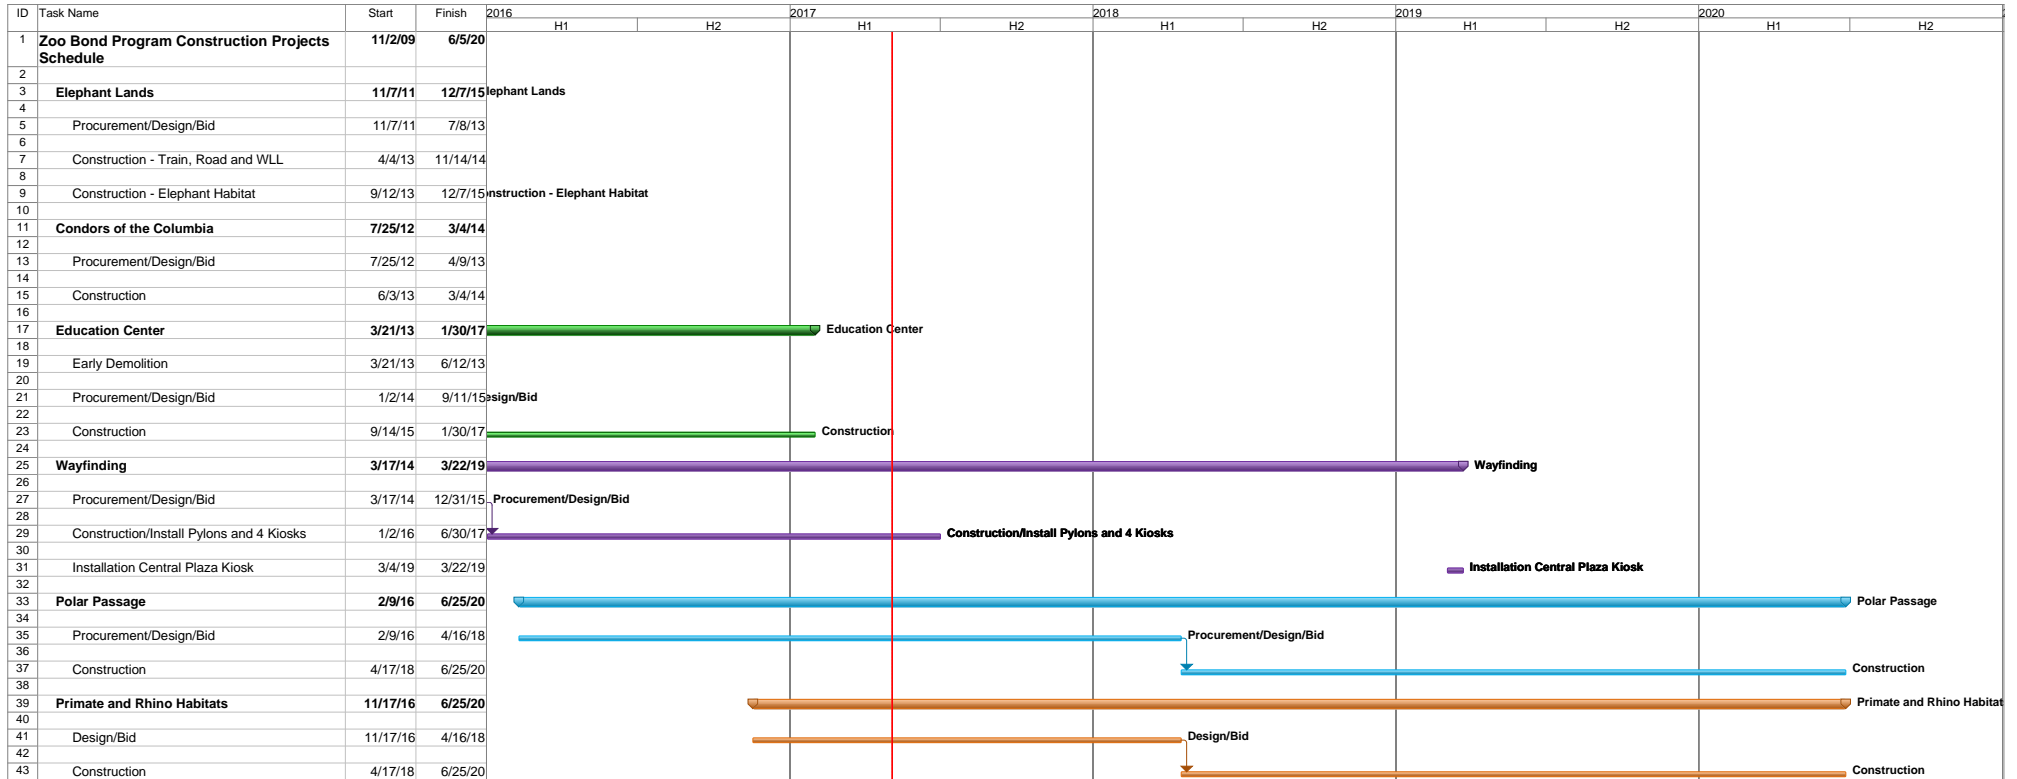 ID Task Name Start Finish 2016 2017 2018 2019 2020
H1 H2 H1 H2 H1 H2 H1 H2 H1 H2
1 Zoo Bond Program Construction Projects 11/2/09 6/5/20
Schedule
2
3 Elephant Lands 11/7/11 12/7/15 lephant Lands
4
5 Procurement/Design/Bid 11/7/11 7/8/13
6
7 Construction - Train, Road and WLL 4/4/13 11/14/14
8
9 Construction - Elephant Habitat 9/12/13 12/7/15 nstruction - Elephant Habitat
10
11 Condors of the Columbia 7/25/12 3/4/14
12
13 Procurement/Design/Bid 7/25/12 4/9/13
14
15 Construction 6/3/13 3/4/14
16
17 Education Center 3/21/13 1/30/17 Education Center
18
19 Early Demolition 3/21/13 6/12/13
20
21 Procurement/Design/Bid 1/2/14 9/11/15 esign/Bid
22
23 Construction 9/14/15 1/30/17 Construction
24
25 Wayfinding 3/17/14 3/22/19 Wayfinding
26
27 Procurement/Design/Bid 3/17/14 12/31/15 Procurement/Design/Bid
28
29 Construction/Install Pylons and 4 Kiosks 1/2/16 6/30/17 Construction/Install Pylons and 4 Kiosks
30
31 Installation Central Plaza Kiosk 3/4/19 3/22/19 Installation Central Plaza Kiosk
32
33 Polar Passage 2/9/16 6/25/20 Polar Passage
34
35 Procurement/Design/Bid 2/9/16 4/16/18 Procurement/Design/Bid
36
37 Construction 4/17/18 6/25/20 Construction
38
39 Primate and Rhino Habitats 11/17/16 6/25/20 Primate and Rhino Habitat
40
41 Design/Bid 11/17/16 4/16/18 Design/Bid
42
43 Construction 4/17/18 6/25/20 Construction